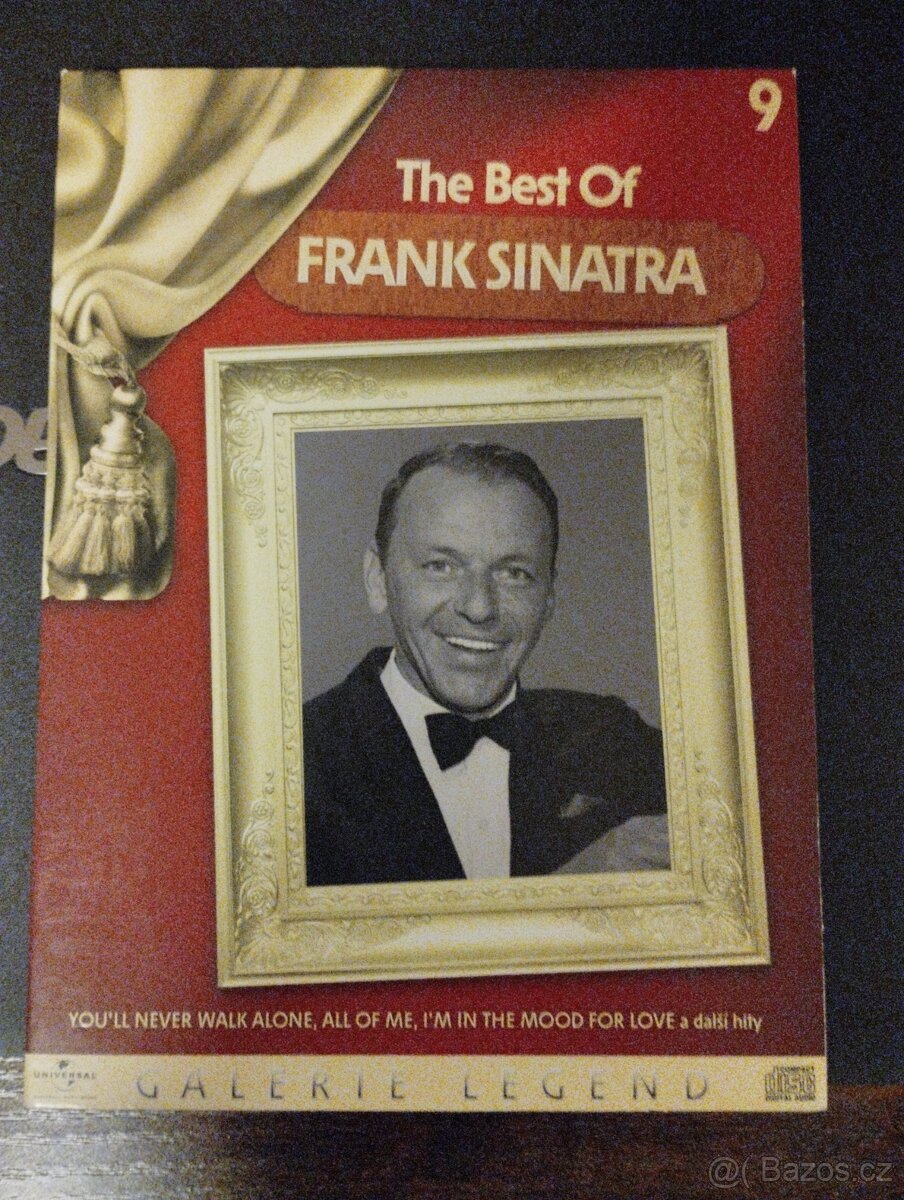 9
The Best Of
FRANK SINATRA
YOU'LL NEVER WALK ALONE, ALL OF ME, I'M IN THE MOOD FOR LOVE a další hity
UNIVERSAL
GALERIE LEGEND
COMPACT
disc
DIGITAL AUDIO
@( Bazos.cz